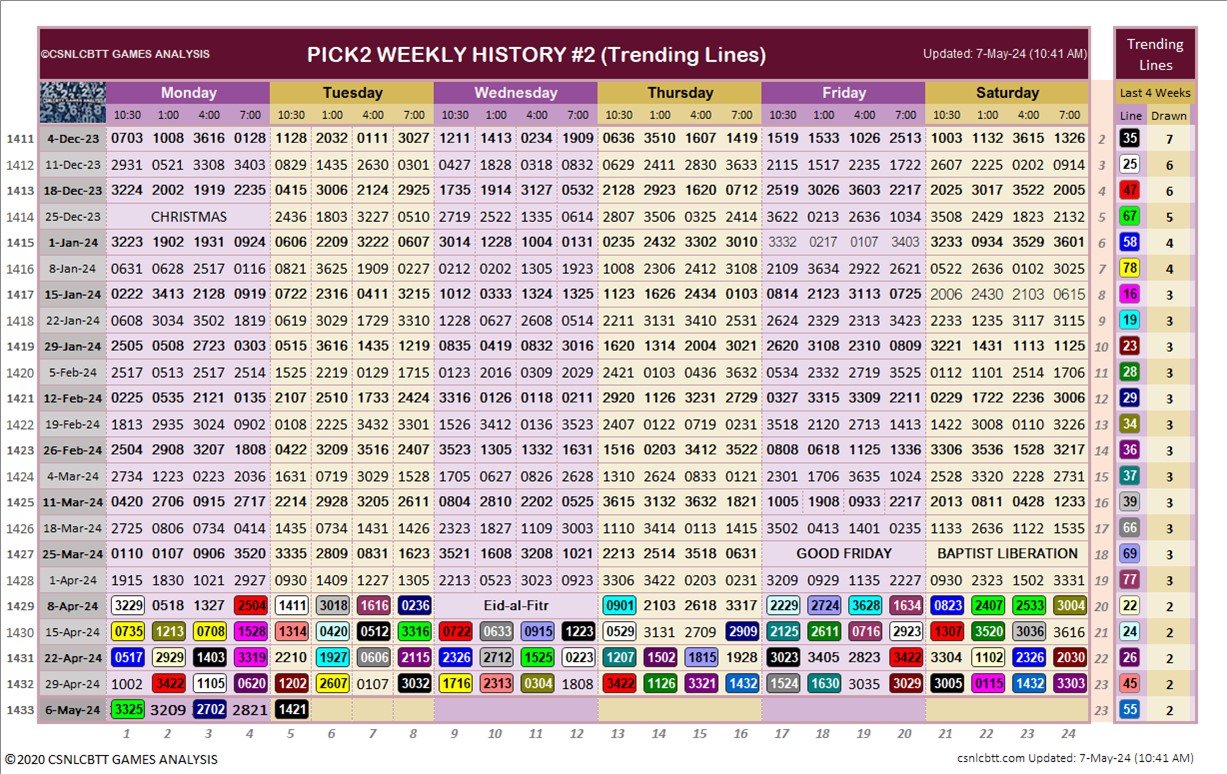 ©CSNLCBTT GAMES ANALYSIS PICK2 WEEKLY HISTORY #2 (Trending Lines) Updated: 7-May-24 (10:41 AM) Trending Lines
Monday Tuesday Wednesday Thursday Friday Saturday Last 4 Weeks
10:30 1:00 4:00 7:00 10:30 1:00 4:00 7:00 10:30 1:00 4:00 7:00 10:30 1:00 4:00 7:00 10:30 1:00 4:00 7:00 10:30 1:00 4:00 7:00 Line Drawn
1411 4-Dec-23 0703 1008 3616 0128 1128 2032 0111 3027 1211 1413 0234 1909 0636 3510 1607 1419 1519 1533 1026 2513 1003 1132 3615 1326 2 35 7
1412 11-Dec-23 2931 0521 3308 3403 0829 1435 2630 0301 0427 1828 0318 0832 0629 2411 2830 3633 2115 1517 2235 1722 2607 2225 0202 0914 3 25 6
1413 18-Dec-23 3224 2002 1919 2235 0415 3006 2124 2925 1735 1914 3127 0532 2128 2923 1620 0712 2519 3026 3603 2217 2025 3017 3522 2005 4 47 6
1414 25-Dec-23 CHRISTMAS 2436 1803 3227 0510 2719 2522 1335 0614 2807 3506 0325 2414 3622 0213 2636 1034 3508 2429 1823 2132 5 67 5
1415 1-Jan-24 3223 1902 1931 0924 0606 2209 3222 0607 3014 1228 1004 0131 0235 2432 3302 3010 3332 0217 0107 3403 3233 0934 3529 3601 6 58 4
1416 8-Jan-24 0631 0628 2517 0116 0821 3625 1909 0227 0212 0202 1305 1923 1008 2306 2412 3108 2109 3634 2922 2621 0522 2636 0102 3025 7 78 4
1417 15-Jan-24 0222 3413 2128 0919 0722 2316 0411 3213 1012 0333 1324 1325 1123 1626 2434 0103 0814 2123 3113 0725 2006 2430 2103 0615 8 16 3
1418 22-Jan-24 0608 3034 3502 1819 0619 3029 1729 3310 1228 0627 2608 0514 2211 3131 3410 2531 2624 2329 2313 3423 2233 1235 3117 3115 9 19 3
1419 29-Jan-24 2505 0508 2723 0303 0516 3616 1435 1219 0835 0419 0832 3016 1620 1314 2004 3021 2620 3108 2310 0809 3221 1431 3113 1125 10 23 3
1420 5-Feb-24 2517 0513 2517 2514 1525 2219 0129 1715 0123 2016 0309 2029 2421 0103 0436 3632 0534 2332 2719 3525 0112 1101 2514 1706 11 28 3
1421 12-Feb-24 0225 0535 2121 0135 2107 2510 1733 2424 3316 0126 0118 0211 2920 1126 3231 2729 0327 3315 3309 2211 0229 1722 2236 3006 12 29 3
1422 19-Feb-24 1813 2935 3024 0902 0108 2225 3432 3301 1526 3412 0136 3523 2407 0122 0719 0231 3518 2120 2713 1413 1422 3008 0110 3226 13 34 3
1423 26-Feb-24 2504 2908 3207 1808 0422 3209 3516 2407 3523 1305 1332 1631 1516 0203 3412 3522 0808 0618 1125 1336 3306 3536 1528 3217 14 36 3
1424 4-Mar-24 2734 1223 0223 2036 1631 0719 3029 1523 1705 0627 0826 2628 1310 2624 0833 0121 2301 1706 3635 1024 2528 3320 2228 2731 15 37 3
1425 11-Mar-24 0420 2706 0915 2717 2214 2928 3205 2611 0804 2810 2202 0525 3615 3132 3632 1821 1005 1908 0933 2217 2013 0811 0428 1233 16 39 3
1426 18-Mar-24 2725 0806 0734 0414 1435 0734 1431 1426 2323 1827 1109 3003 1110 3414 0113 1415 3502 0413 1401 0235 1133 2636 1122 1535 17 66 3
1427 25-Mar-24 0110 0107 0906 3520 3335 2809 0831 1623 3521 1608 3208 1021 2213 2514 3518 0631 GOOD FRIDAY BAPTIST LIBERATION 18 69 3
1428 1-Apr-24 1915 1830 1021 2927 0930 1409 1227 1305 2213 0523 3023 0923 3306 3422 0203 0231 3209 0929 1135 2227 0930 2323 1502 3331 19 77 3
1429 8-Apr-24 3229 0518 1327 2504 1411 3018 1616 0236 Eid-al-Fitr 0901 2103 2618 3317 2229 2724 3628 1634 0823 2407 2533 3004 20 22 2
1430 15-Apr-24 0735 1213 0708 1528 1314 0420 0512 3316 0722 0633 0915 1223 0529 3131 2709 2909 2125 2611 0716 2923 1307 3520 3036 3616 21 24 2
1431 22-Apr-24 0517 2929 1403 3319 2210 1927 0606 2115 2326 2712 1525 0223 1207 1502 1815 1928 3023 3405 2823 3422 3304 1102 2326 2030 22 26 2
1432 29-Apr-24 1002 3422 1105 0620 1202 2607 0107 3032 1716 2313 0304 1808 3422 1126 3321 1432 1524 1630 3035 3029 3005 0115 1432 3303 23 45 2
1433 6-May-24 3325 3209 2702 2821 1421 23 55 2
1 2 3 4 5 6 7 8 9 10 11 12 13 14 15 16 17 18 19 20 21 22 23 24
©2020 CSNLCBTT GAMES ANALYSIS csnlcbtt.com Updated: 7-May-24 (10:41 AM)